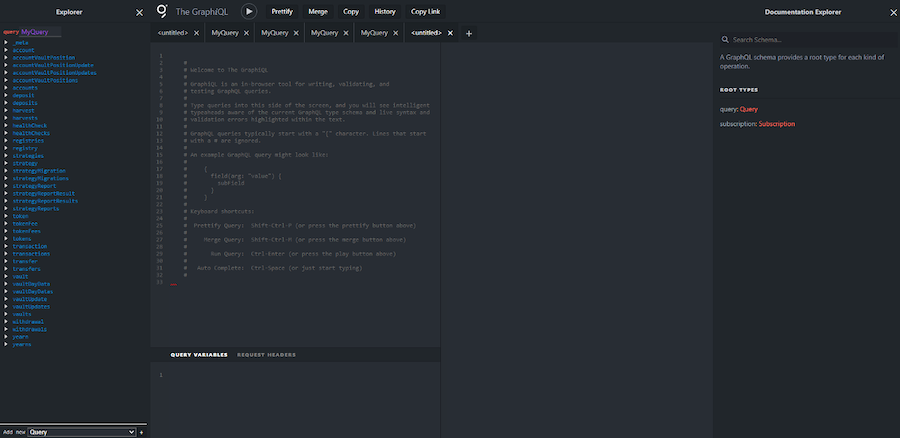 Explorer
The GraphiQL
Prettify
Merge
Copy
History
Copy Link
Documentation Explorer
<untitled>
MyQuery
MyQuery
MyQuery
MyQuery
<untitled>
query MyQuery
_meta
account
accountVaultPosition
accountVaultPositionUpdate
accountVaultPositionUpdates
accountVaultPositions
accounts
deposit
deposits
harvest
harvests
healthCheck
healthChecks
registries
registry
strategies
strategy
strategyMigration
strategyMigrations
strategyReport
strategyReportResult
strategyReportResults
strategyReports
token
tokenFee
tokenFees
tokens
transaction
transactions
transfer
transfers
vault
vaultDayData
vaultDayDatas
vaultUpdate
vaultUpdates
vaults
withdrawal
withdrawals
yearn
yearns
Add new Query
1
2 #
3 # Welcome to The GraphiQL
4 #
5 # GraphiQL is an in-browser tool for writing, validating, and
6 # testing GraphQL queries.
7 #
8 # Type queries into this side of the screen, and you will see intelligent
9 # typeaheads aware of the current GraphQL type schema and live syntax and
10 # validation errors highlighted within the text.
11 #
12 # GraphQL queries typically start with a "{" character. Lines that start
13 # with a # are ignored.
14 #
15 # An example GraphQL query might look like:
16 #
17 # {
18 # field(arg: "value") {
19 # subField
20 # }
21 # }
22 #
23 # Keyboard shortcuts:
24 #
25 # Prettify Query: Shift-Ctrl-P (or press the prettify button above)
26 #
27 # Merge Query: Shift-Ctrl-M (or press the merge button above)
28 #
29 # Run Query: Ctrl-Enter (or press the play button above)
30 #
31 # Auto Complete: Ctrl-Space (or just start typing)
32 #
33
QUERY VARIABLES REQUEST HEADERS
1
Search Schema...
A GraphiQL schema provides a root type for each kind of
operation.
ROOT TYPES
query: Query
subscription: Subscription